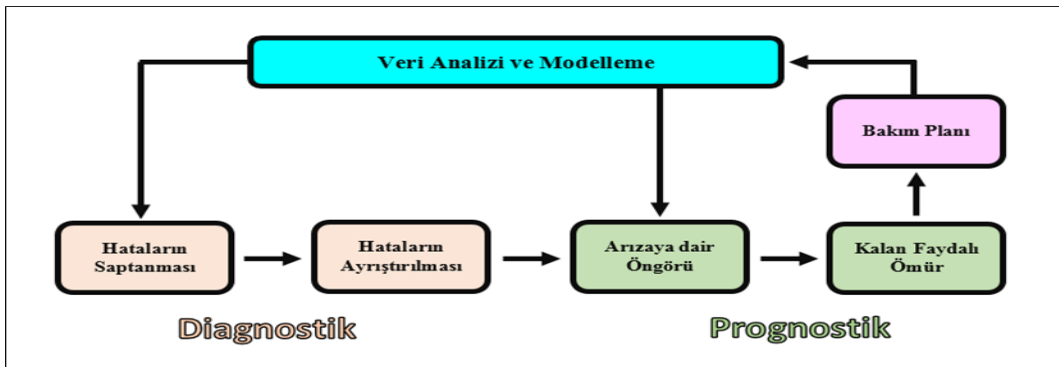 Veri Analizi ve Modelleme
Bakım Planı
Hataların
Saptanması
Hataların
Ayrıştırılması
Arızaya dair
Öngörü
Kalan Faydalı
Ömür
Diagnostik
Prognostik